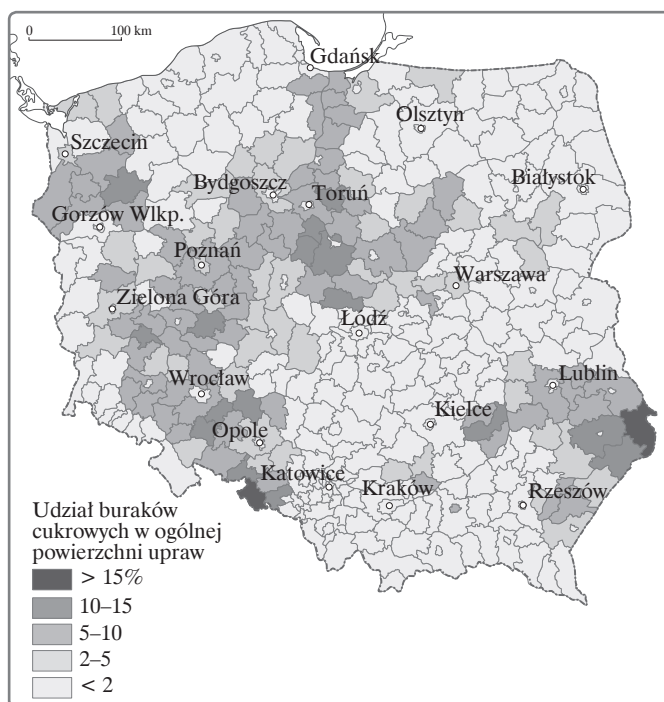 0 100 km
Gdańsk
Olsztyn
Szczecin
Bydgoszcz
Toruń
Białystok
Gorzów Wlkp.
Poznań
Warszawa
Zielona Góra
Łódź
Wrocław
Lublin
Kielce
Opole
Katowice
Kraków
Rzeszów
Udział buraków
cukrowych w ogólnej
powierzchni upraw
> 15%
10–15
5–10
2–5
< 2